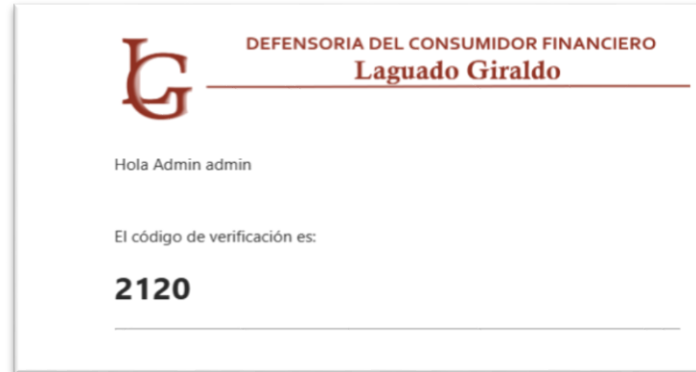 LG
DEFENSORIA DEL CONSUMIDOR FINANCIERO
Laguado Giraldo
Hola Admin admin
El código de verificación es:
2120